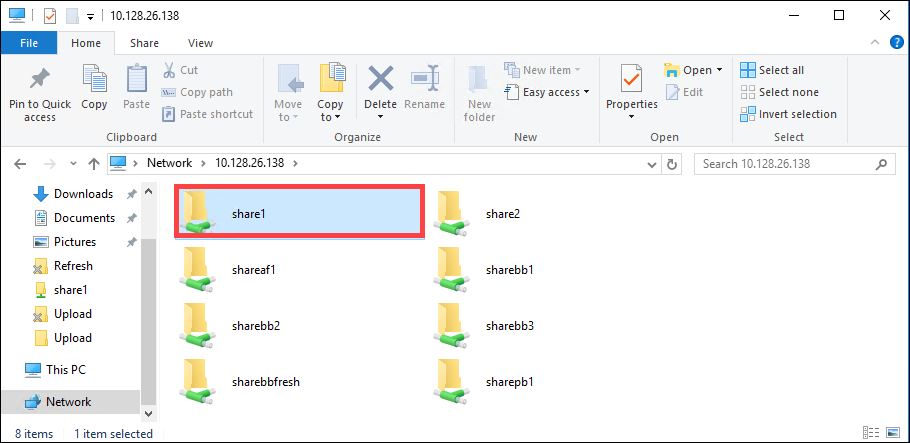 10.128.26.138
File Home Share View
Pin to Quick access
Copy
Paste
Cut
Copy path
Paste shortcut
Clipboard
Move to
Copy to
Delete
Rename
Organize
New folder
New item
Easy access
New
Properties
Open
Edit
Open
Select all
Select none
Invert selection
Select
Network > 10.128.26.138 >
Search 10.128.26.138
Downloads
Documents
Pictures
Refresh
share1
Upload
Upload
This PC
Network
share1 share2
shareaf1 sharebb1
sharebb2 sharebb3
sharebbfresh sharepb1
8 items 1 item selected